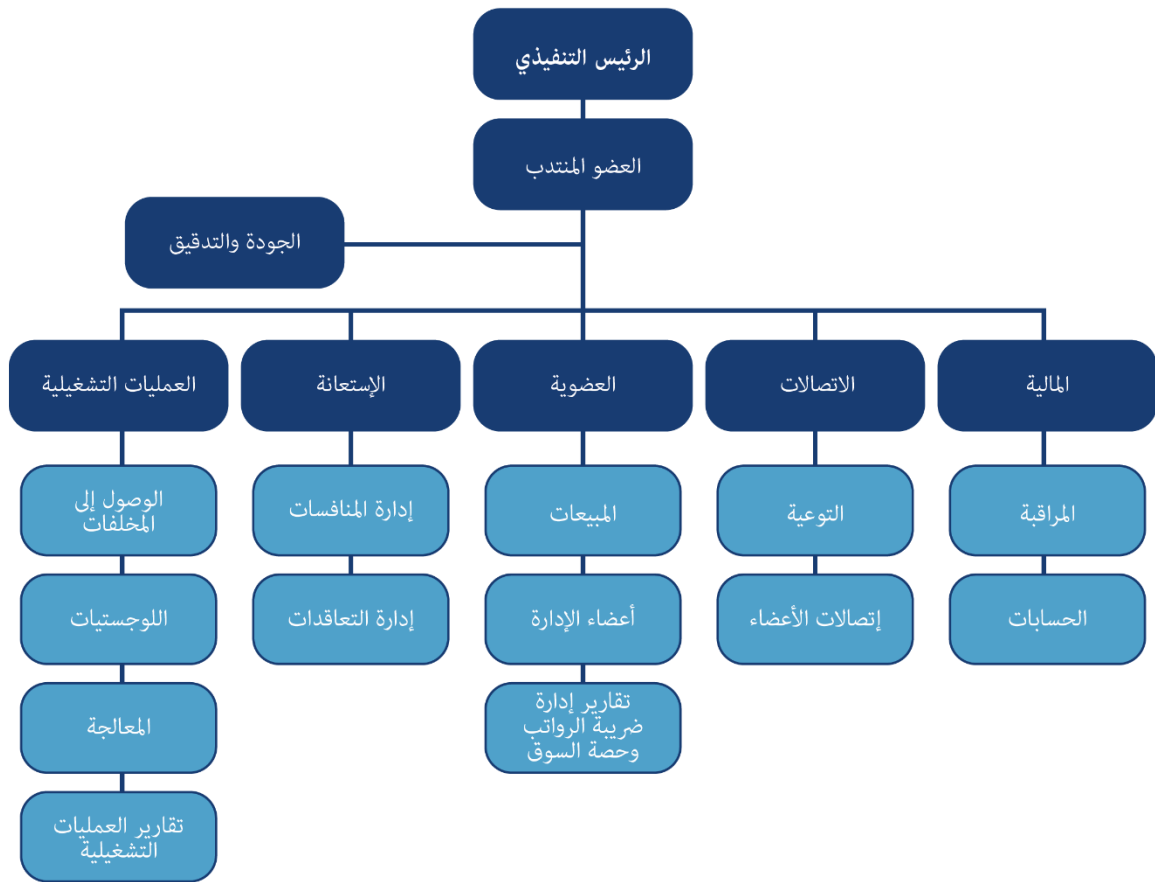 الرئيس التنفيذي
العضو المنتدب
الجودة والتدقيق
المالية
الاتصالات
العضوية
الإستعانة
العمليات التشغيلية
المراقبة
التوعية
المبيعات
إدارة المنافسات
الوصول إلى
المخلفات
الحسابات
إتصالات الأعضاء
أعضاء الإدارة
إدارة التعاقدات
اللوجستيات
تقارير إدارة
ضريبة الرواتب
وحصة السوق
المعالجة
تقارير العمليات
التشغيلية